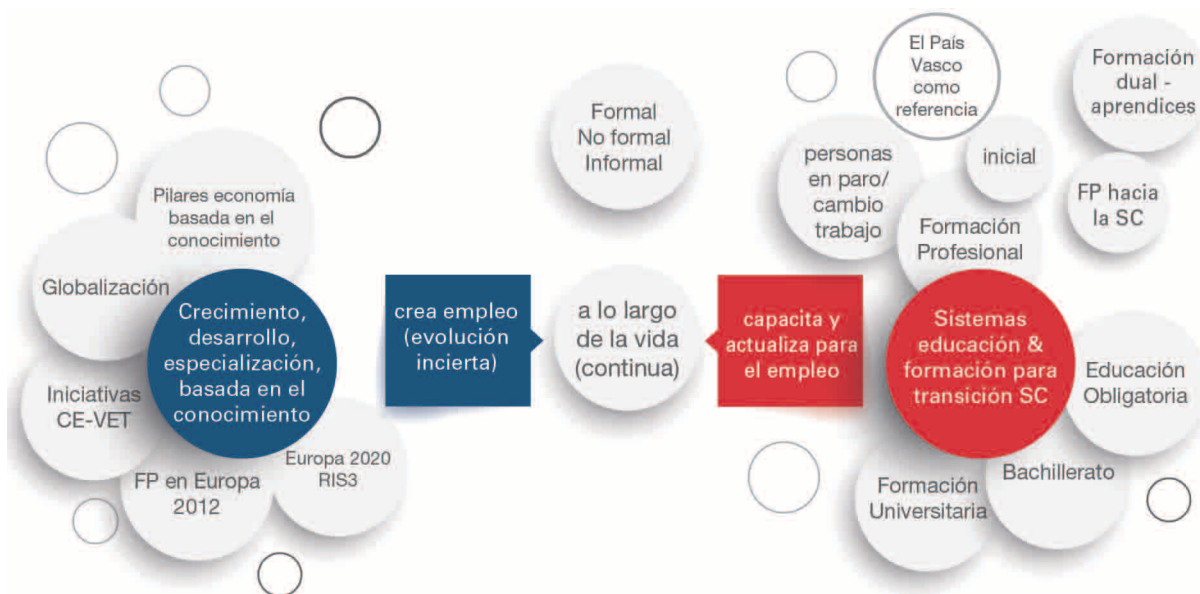 Pilares economía
basada en el
conocimiento
Globalización
Crecimiento,
desarrollo,
especialización,
basada en el
conocimiento
Iniciativas
CE-VET
FP en Europa
2012
Europa 2020
RIS3
crea empleo
(evolución
incierta)
Formal
No formal
Informal
a lo largo
de la vida
(continua)
capacita y
actualiza para
el empleo
El País
Vasco
como
referencia
Formación
dual -
aprendices
personas
en paro/
cambio
trabajo
inicial
FP hacia
la SC
Formación
Profesional
Sistemas
educación &
formación para
transición SC
Educación
Obligatoria
Bachillerato
Formación
Universitaria